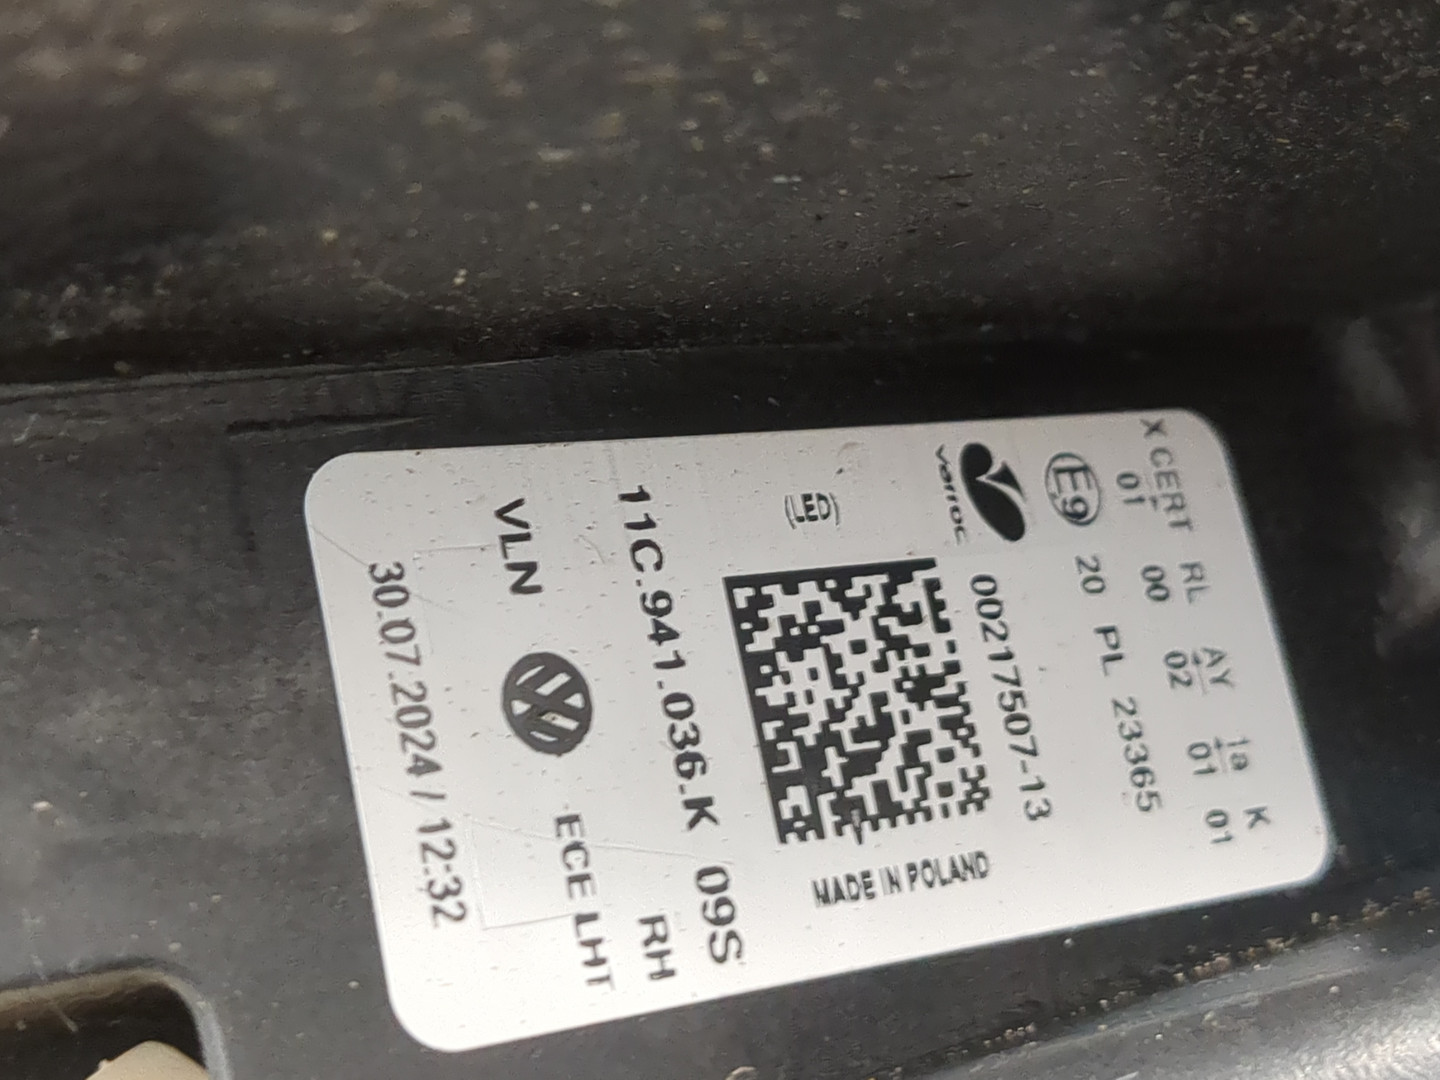 X CERT RL AY 1a K
01 00 02 01 01
E9 20 PL 23365
varroc 00217507-13
LED
MADE IN POLAND
11C.941.036.K 09S
RH
VLN ECE LHT
30.07.2024 / 12:32